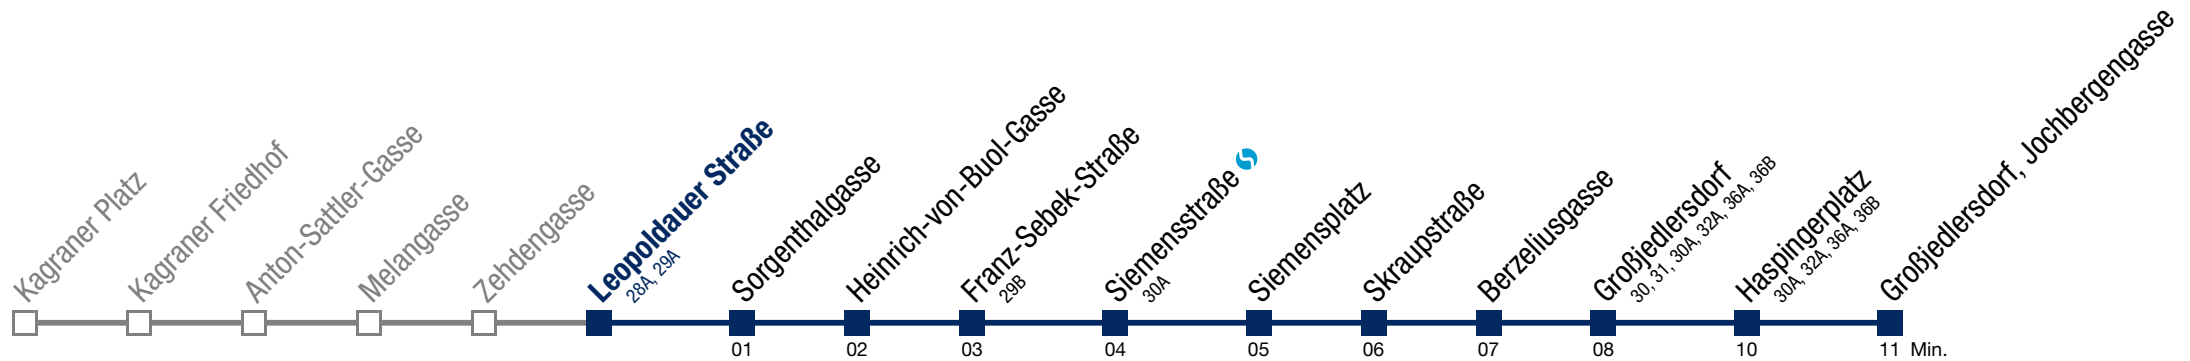 Kagraner Platz
Kagraner Friedhof
Anton-Sattler-Gasse
Melangasse
Zehdengasse
Leopoldauer Straße
28A, 29A
Sorgenthalgasse
Heinrich-von-Buol-Gasse
Franz-Sebek-Straße
29B
Siemensstraße
30A
Siemensplatz
Skraupstraße
Berzeliusgasse
Großjedlersdorf
30, 31, 30A, 32A, 36A, 36B
Haspingerplatz
30A, 32A, 36A, 36B
Großjedlersdorf, Jochbergengasse
01 02 03 04 05 06 07 08 10 11 Min.